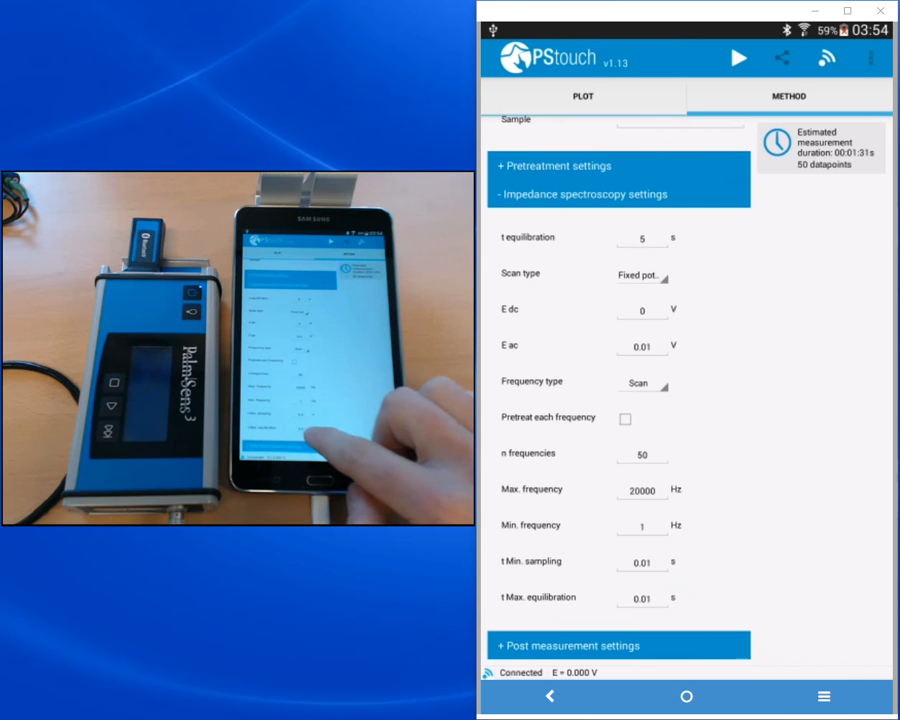 59% 03:54
PStouch v1.13
PLOT
METHOD
Sample
Estimated
measurement
duration: 00:01:31s
50 datapoints
+ Pretreatment settings
- Impedance spectroscopy settings
t equilibration 5 s
Scan type Fixed pot..
E dc 0 V
E ac 0.01 V
Frequency type Scan
Pretreat each frequency
n frequencies 50
Max. frequency 20000 Hz
Min. frequency 1 Hz
t Min. sampling 0.01 s
t Max. equilibration 0.01 s
+ Post measurement settings
Connected E = 0.000 V
SAMSUNG
Bluetooth
PalmSens3